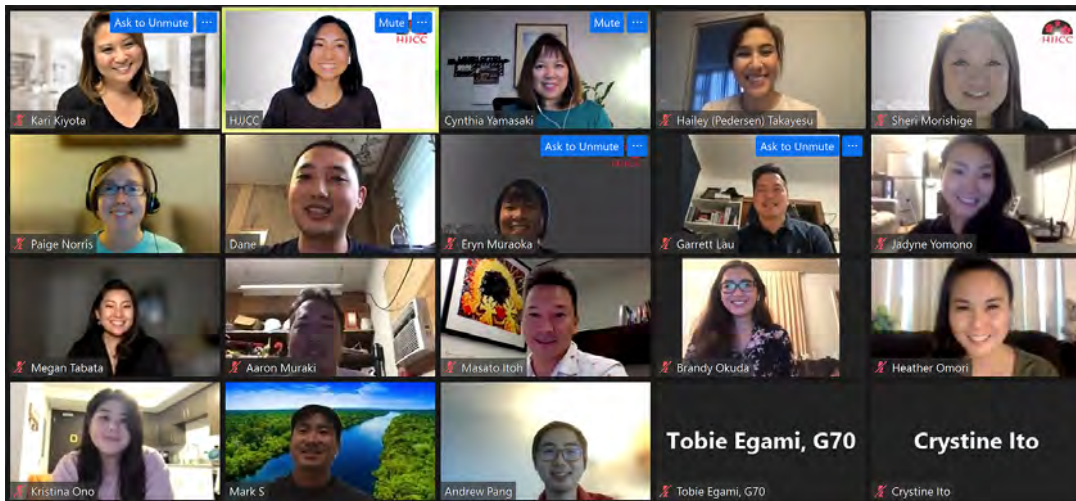 Ask to Unmute
...
Mute
...
Mute
...
HJJCC
Kari Kiyota
HJJCC
Cynthia Yamasaki
Hailey (Pedersen) Takayesu
Sheri Morishige
Ask to Unmute
...
Ask to Unmute
...
Paige Norris
Dane
Eryn Muraoka
Garrett Lau
Jadyne Yomono
Megan Tabata
Aaron Muraki
Masato Itoh
Brandy Okuda
Heather Omori
Tobie Egami, G70
Crystine Ito
Kristina Ono
Mark S
Andrew Pang
Tobie Egami, G70
Crystine Ito